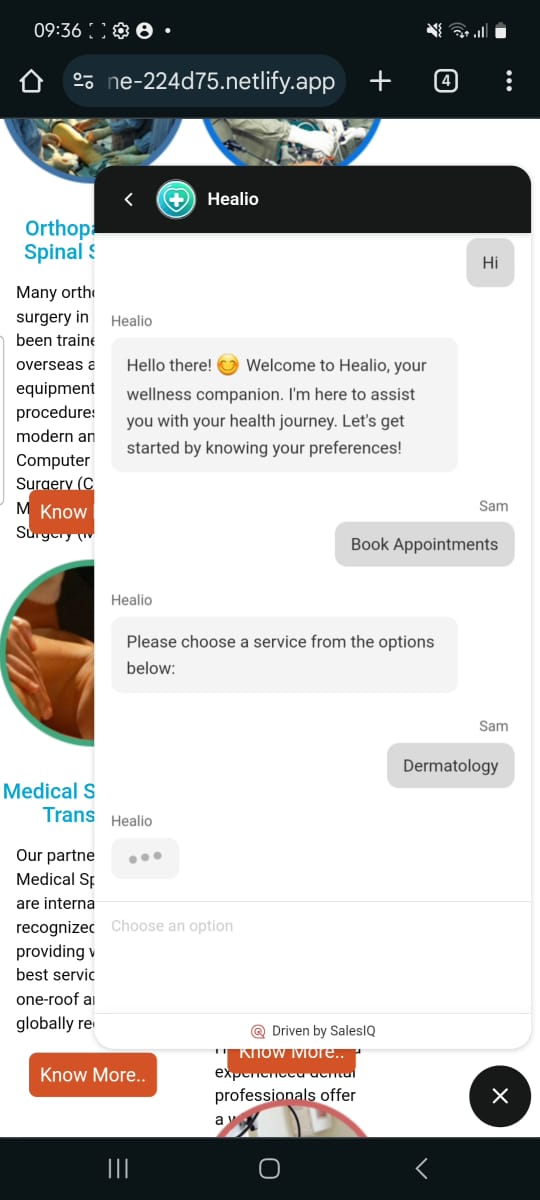 09:36
ne-224d75.netlify.app
4
Healio
Orthop
Spinal
Many orth
surgery in
been traine
overseas a
equipment
procedures
modern an
Computer
Surgery (C
M
Surgery (M
Know
Hi
Healio
Hello there! 😊 Welcome to Healio, your
wellness companion. I'm here to assist
you with your health journey. Let's get
started by knowing your preferences!
Sam
Book Appointments
Healio
Please choose a service from the options
below:
Sam
Dermatology
Healio
Choose an option
Driven by SalesIQ
Medical S
Trans
Our partne
Medical Sp
are interna
recognized
providing
best servic
one-roof a
globally re
Know More..
Know More..
experienced dental
professionals offer
a w